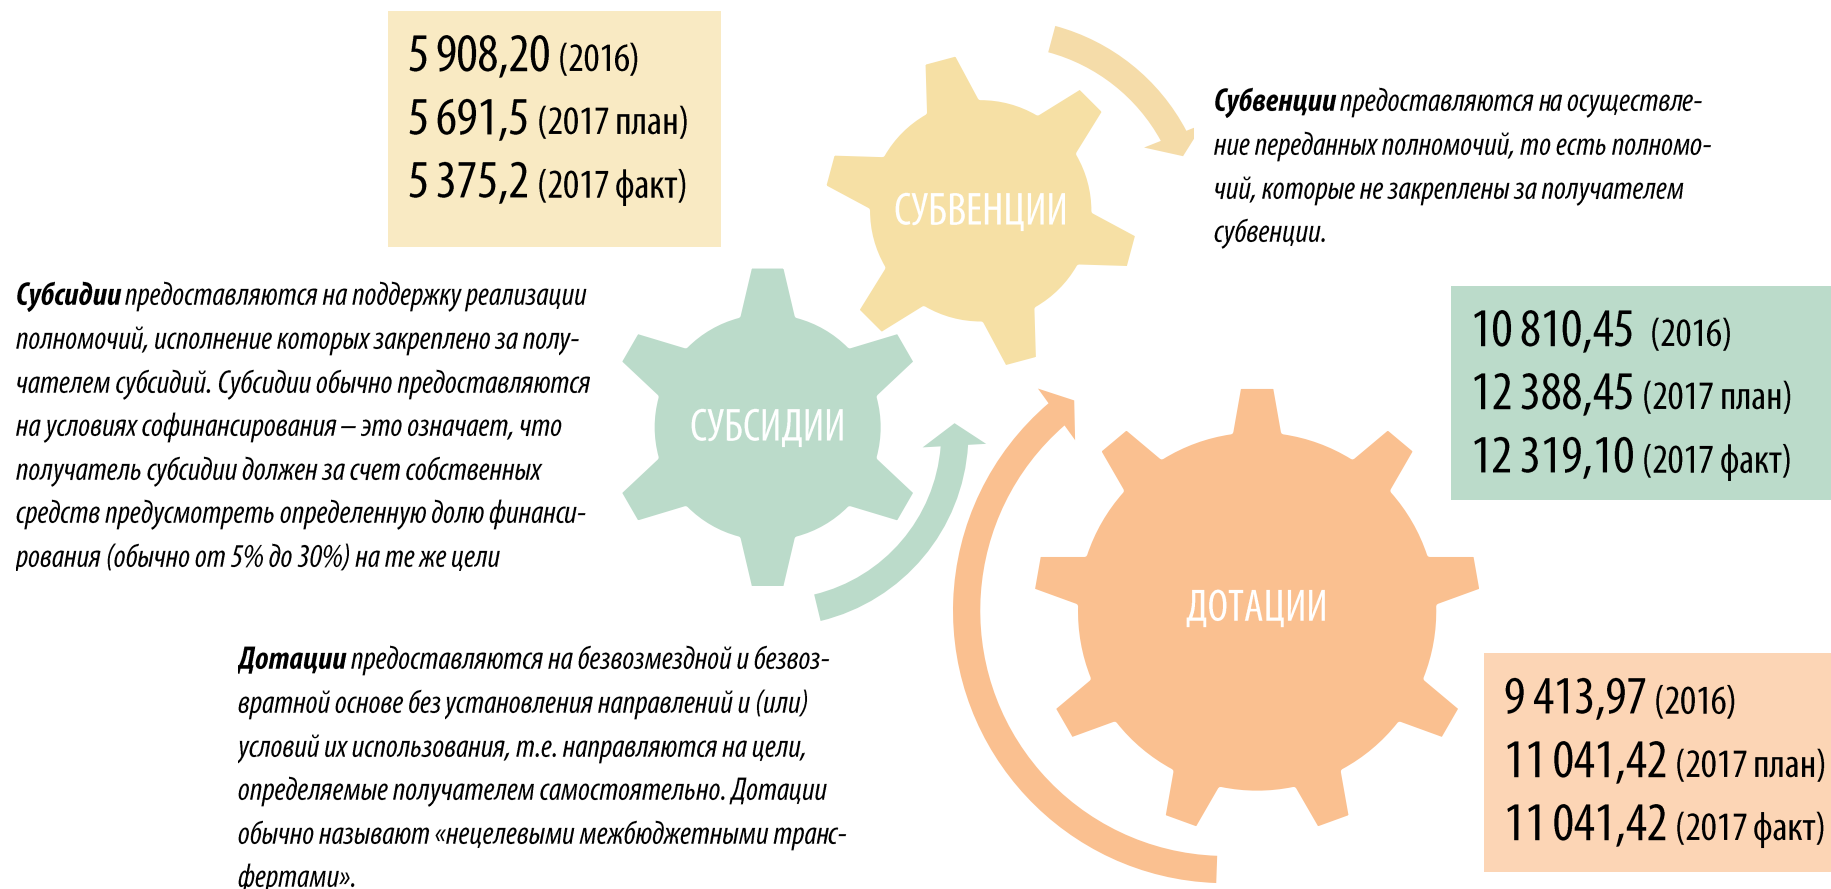 5 908,20 (2016)
5 691,5 (2017 план)
5 375,2 (2017 факт)
СУБВЕНЦИИ
Субвенции предоставляются на осуществле-
ние переданных полномочий, то есть полномо-
чий, которые не закреплены за получателем
субвенции.
Субсидии предоставляются на поддержку реализации
полномочий, исполнение которых закреплено за полу-
чателем субсидий. Субсидии обычно предоставляются
на условиях софинансирования – это означает, что
получатель субсидии должен за счет собственных
средств предусмотреть определенную долю финанси-
рования (обычно от 5% до 30%) на те же цели
СУБСИДИИ
10 810,45 (2016)
12 388,45 (2017 план)
12 319,10 (2017 факт)
ДОТАЦИИ
Дотации предоставляются на безвозмездной и безвоз-
вратной основе без установления направлений и (или)
условий их использования, т.е. направляются на цели,
определяемые получателем самостоятельно. Дотации
обычно называют «нецелевыми межбюджетными транс-
фертами».
9 413,97 (2016)
11 041,42 (2017 план)
11 041,42 (2017 факт)